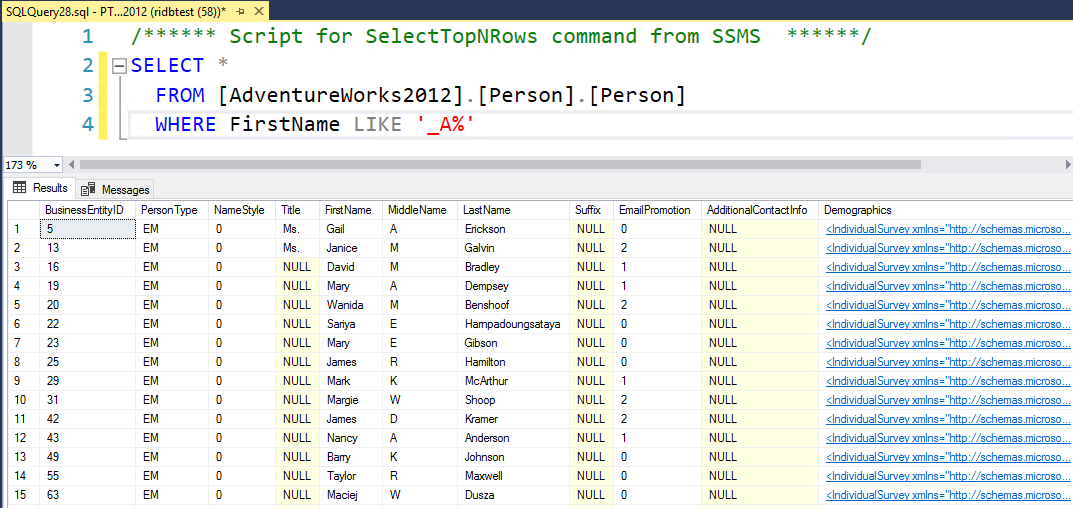 SQLQuery28.sql - PT...2012 (ridbtest (58))*
1 /****** Script for SelectTopNRows command from SSMS ******/
2 SELECT *
3 FROM [AdventureWorks2012].[Person].[Person]
4 WHERE FirstName LIKE '_A%'
173 %
Results Messages
BusinessEntityID PersonType NameStyle Title FirstName MiddleName LastName Suffix EmailPromotion AdditionalContactInfo Demographics
1 5 EM 0 Ms. Gail A Erickson NULL 0 NULL <IndividualSurvey xmlns="http://schemas.microso...
2 13 EM 0 Ms. Janice M Galvin NULL 2 NULL <IndividualSurvey xmlns="http://schemas.microso...
3 16 EM 0 NULL David M Bradley NULL 1 NULL <IndividualSurvey xmlns="http://schemas.microso...
4 19 EM 0 NULL Mary A Dempsey NULL 1 NULL <IndividualSurvey xmlns="http://schemas.microso...
5 20 EM 0 NULL Wanida M Benshoof NULL 2 NULL <IndividualSurvey xmlns="http://schemas.microso...
6 22 EM 0 NULL Sariya E Hampadoungsataya NULL 0 NULL <IndividualSurvey xmlns="http://schemas.microso...
7 23 EM 0 NULL Mary E Gibson NULL 0 NULL <IndividualSurvey xmlns="http://schemas.microso...
8 25 EM 0 NULL James R Hamilton NULL 0 NULL <IndividualSurvey xmlns="http://schemas.microso...
9 29 EM 0 NULL Mark K McArthur NULL 1 NULL <IndividualSurvey xmlns="http://schemas.microso...
10 31 EM 0 NULL Margie W Shoop NULL 2 NULL <IndividualSurvey xmlns="http://schemas.microso...
11 42 EM 0 NULL James D Kramer NULL 2 NULL <IndividualSurvey xmlns="http://schemas.microso...
12 43 EM 0 NULL Nancy A Anderson NULL 1 NULL <IndividualSurvey xmlns="http://schemas.microso...
13 49 EM 0 NULL Barry K Johnson NULL 0 NULL <IndividualSurvey xmlns="http://schemas.microso...
14 55 EM 0 NULL Taylor R Maxwell NULL 0 NULL <IndividualSurvey xmlns="http://schemas.microso...
15 63 EM 0 NULL Maciej W Dusza NULL 0 NULL <IndividualSurvey xmlns="http://schemas.microso...